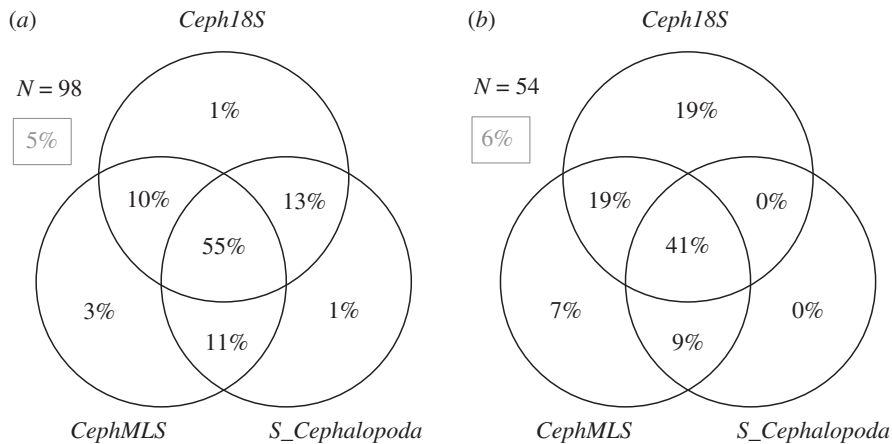 (a) Ceph18S
N = 98
5%
1%
10%
13%
55%
3%
11%
1%
CephMLS S_Cephalopoda
(b) Ceph18S
N = 54
6%
19%
19%
0%
41%
7%
9%
0%
CephMLS S_Cephalopoda